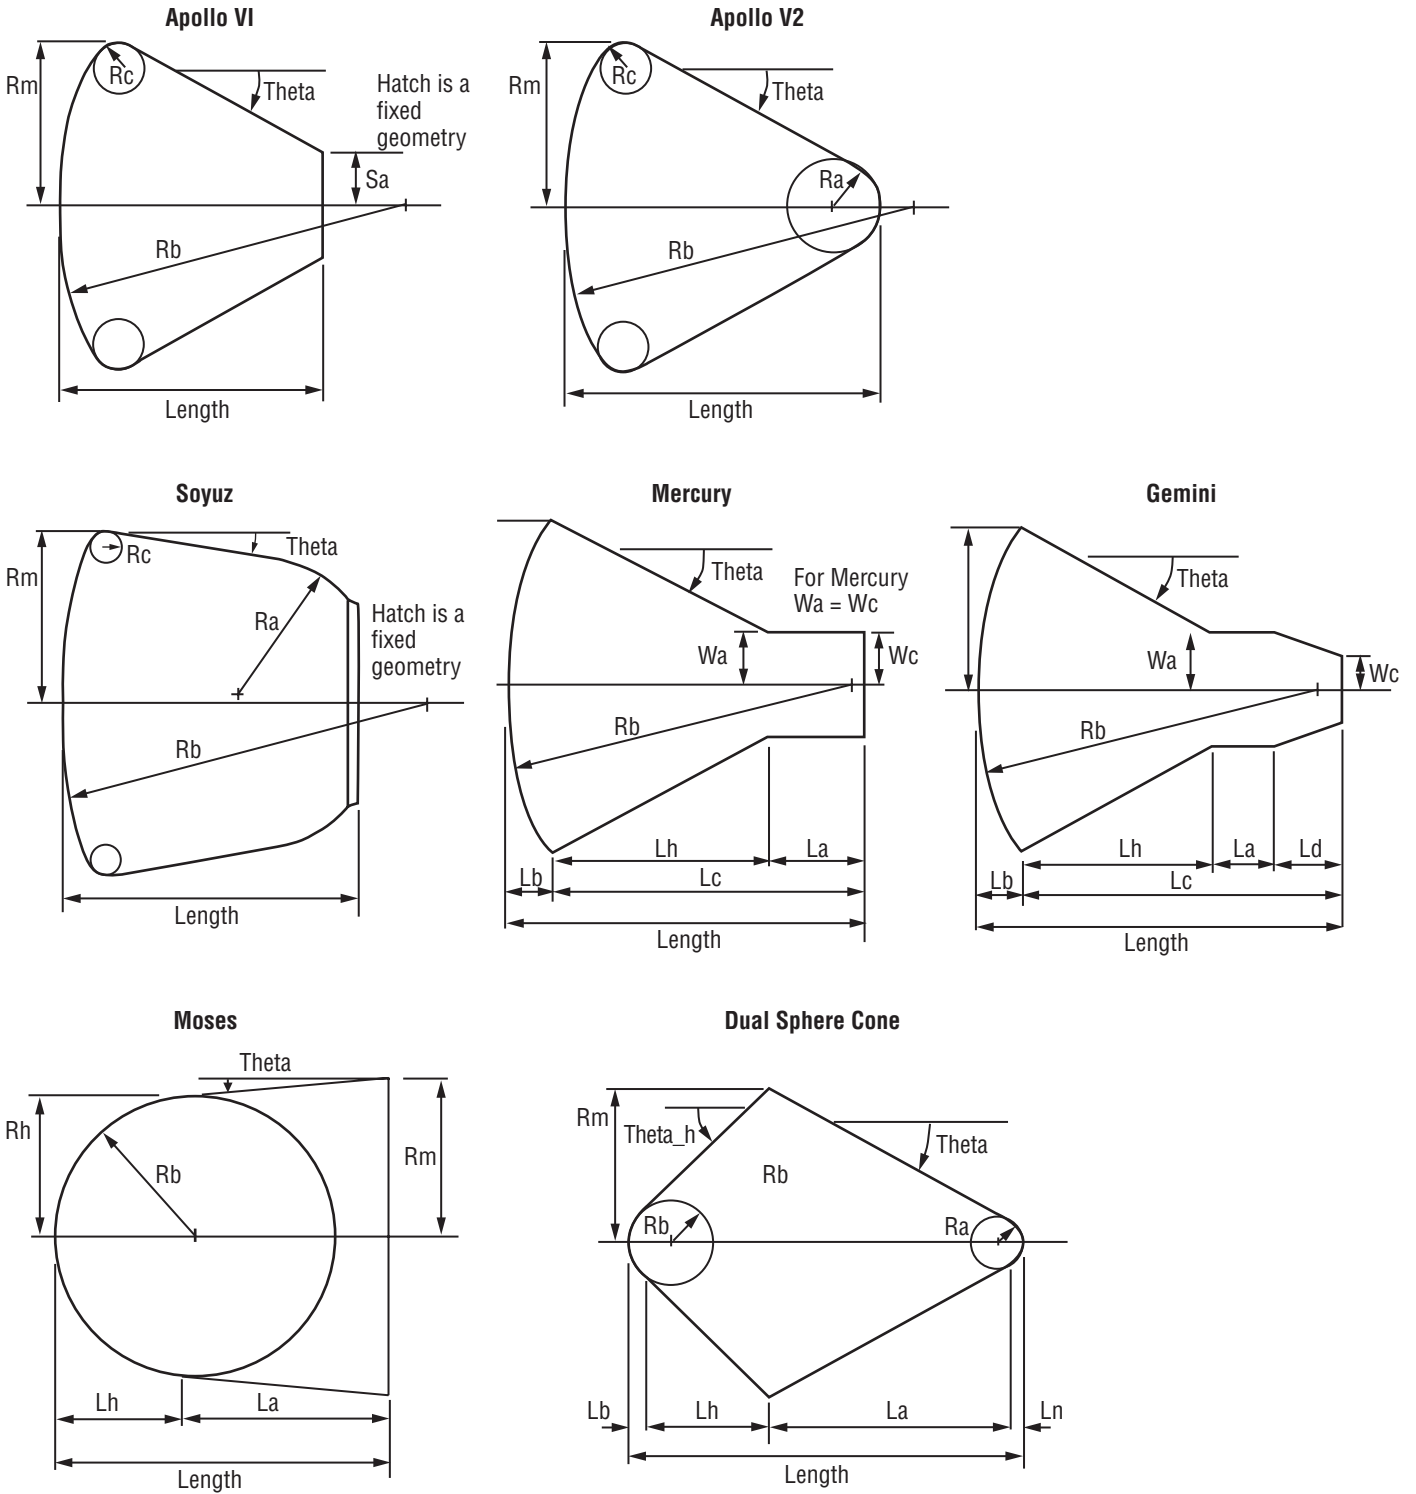 Apollo VI
Rm
Rc
Theta
Hatch is a
fixed
geometry
Sa
Rb
Length
Apollo V2
Rm
Rc
Theta
Ra
Rb
Length
Soyuz
Rm
Rc
Theta
Ra
Hatch is a
fixed
geometry
Rb
Length
Mercury
Theta
For Mercury
Wa = Wc
Wa
Wc
Rb
Lh
La
Lb
Lc
Length
Gemini
Theta
Wa
Wc
Rb
Lh
La
Ld
Lb
Lc
Length
Moses
Theta
Rh
Rb
Rm
Lh
La
Length
Dual Sphere Cone
Rm
Theta_h
Theta
Rb
Rb
Ra
Lb
Lh
La
Ln
Length